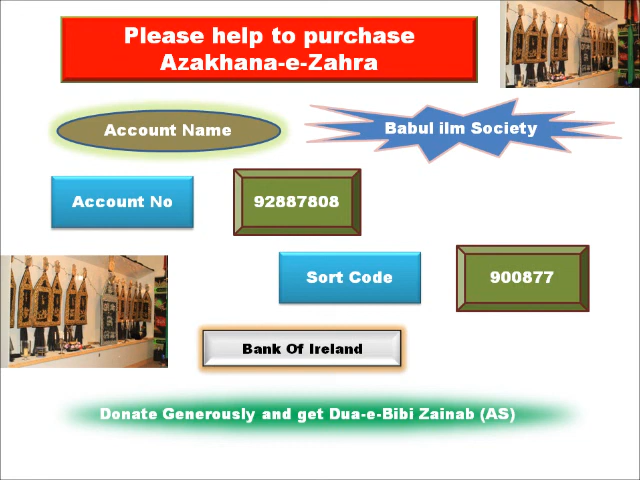 Please help to purchase
Azakhana-e-Zahra
Account Name
Babul ilm Society
Account No
92887808
Sort Code
900877
Bank Of Ireland
Donate Generously and get Dua-e-Bibi Zainab (AS)